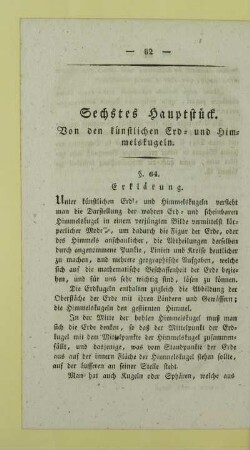 — 82 —
Sechstes Hauptstück.
Von den künstlichen Erd= und Him=
melskugeln.
§. 64.
Erklärung.
Unter künstlichen Erd= und Himmelskugeln versteht
man die Darstellung der wahren Erd= und scheinbaren
Himmelskugel in einem verjüngten Bilde vermittelst körper=
licher Mode, um dadurch die Figur der Erde, oder
des Himmels anschaulicher, die Abtheilungen derselben
durch angenommene Punkte, Linien und Kreise deutlicher
zu machen, und mehrere geographische Aufgaben, welche
sich auf die mathematische Beschaffenheit der Erde bezie=
hen, und für uns wichtig sind, auflösen zu können.
Die Erdkugeln enthalten zugleich die Abbildung der
Oberfläche der Erde mit ihren Ländern und Gewässern;
die Himmelskugeln den gestirnten Himmel.
In der Mitte der hohlen Himmelskugel muß man
sich die Erde denken, so daß der Mittelpunkt der Erd=
kugel mit dem Mittelpunkte der Himmelskugel zusammen=
fällt, und dasjenige, was vom Standpunkte der Erde
aus auf der innern Fläche der Himmelskugel stehen sollte,
auf der äußeren an seiner Stelle steht.
Man hat auch Kugeln oder Sphären, welche aus